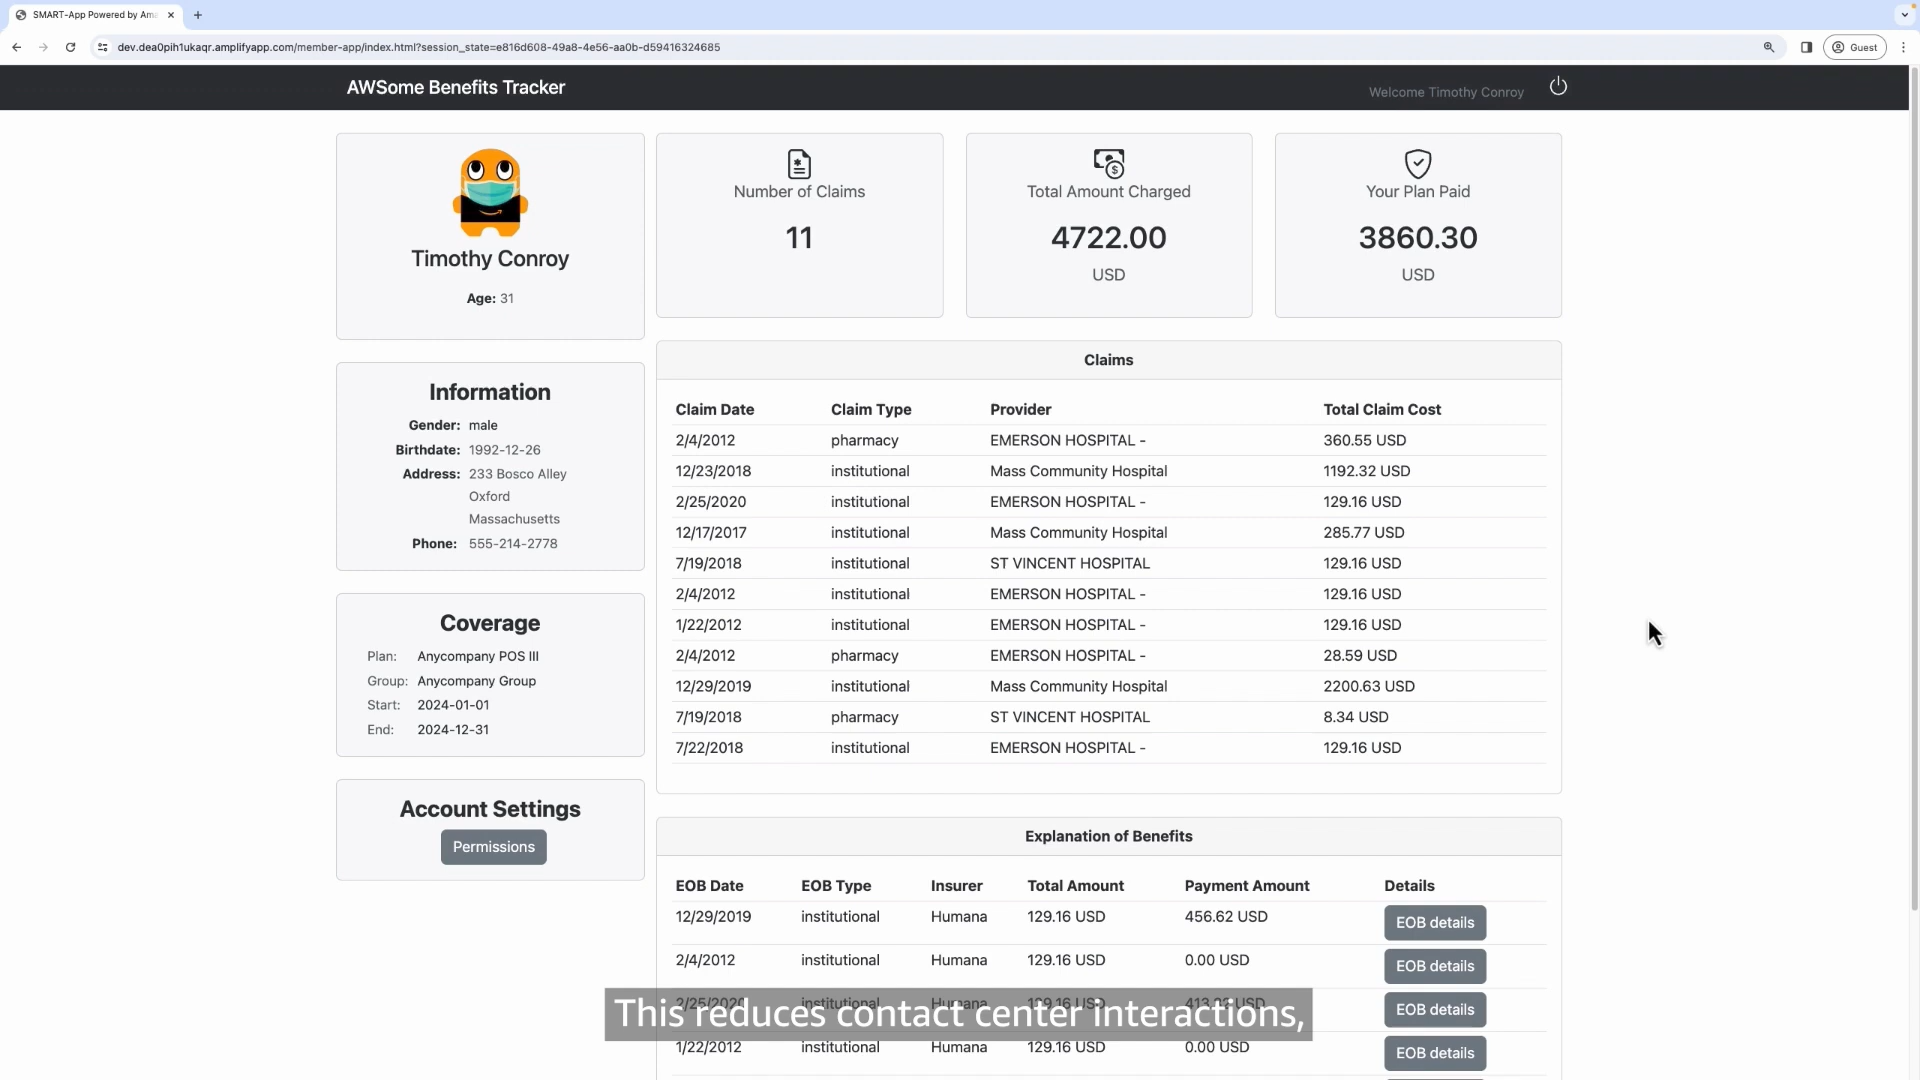 SMART-App Powered by Ama
dev.dea0pih1ukaqr.amplifyapp.com/member-app/index.html?session_state=e816d608-49a8-4e56-aa0b-d59416324685
Guest
AWSome Benefits Tracker
Welcome Timothy Conroy
Timothy Conroy
Age: 31
Number of Claims
11
Total Amount Charged
4722.00
USD
Your Plan Paid
3860.30
USD
Information
Gender: male
Birthdate: 1992-12-26
Address: 233 Bosco Alley
Oxford
Massachusetts
Phone: 555-214-2778
Coverage
Plan: Anycompany POS III
Group: Anycompany Group
Start: 2024-01-01
End: 2024-12-31
Account Settings
Permissions
Claims
Claim Date Claim Type Provider Total Claim Cost
2/4/2012 pharmacy EMERSON HOSPITAL - 360.55 USD
12/23/2018 institutional Mass Community Hospital 1192.32 USD
2/25/2020 institutional EMERSON HOSPITAL - 129.16 USD
12/17/2017 institutional Mass Community Hospital 285.77 USD
7/19/2018 institutional ST VINCENT HOSPITAL 129.16 USD
2/4/2012 institutional EMERSON HOSPITAL - 129.16 USD
1/22/2012 institutional EMERSON HOSPITAL - 129.16 USD
2/4/2012 pharmacy EMERSON HOSPITAL - 28.59 USD
12/29/2019 institutional Mass Community Hospital 2200.63 USD
7/19/2018 pharmacy ST VINCENT HOSPITAL 8.34 USD
7/22/2018 institutional EMERSON HOSPITAL - 129.16 USD
Explanation of Benefits
EOB Date EOB Type Insurer Total Amount Payment Amount Details
12/29/2019 institutional Humana 129.16 USD 456.62 USD EOB details
2/4/2012 institutional Humana 129.16 USD 0.00 USD EOB details
2/25/2020 institutional Humana 129.16 USD EOB details
This reduces contact center interactions,
1/22/2012 institutional Humana 129.16 USD 0.00 USD EOB details